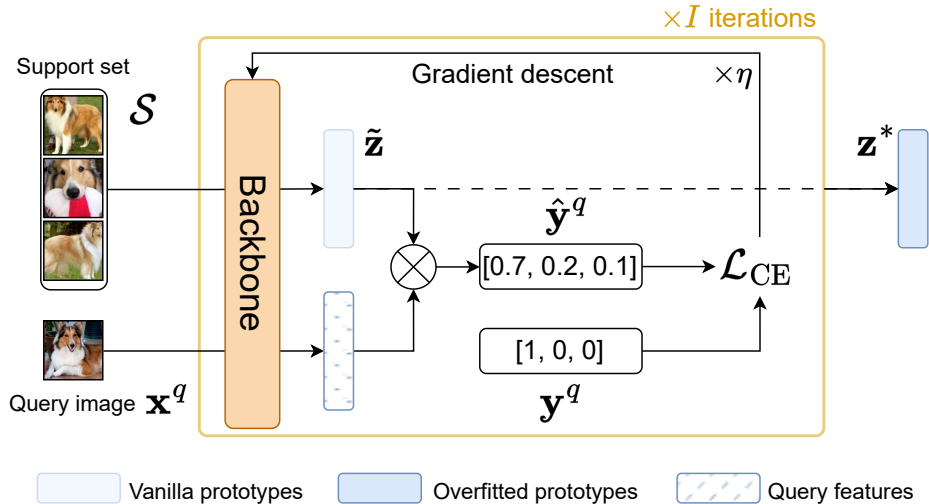 ×I iterations
Support set
S
Gradient descent
×η
Backbone
z̃
z*
ŷ^q
[0.7, 0.2, 0.1]
L_CE
[1, 0, 0]
y^q
Query image x^q
Vanilla prototypes
Overfitted prototypes
Query features